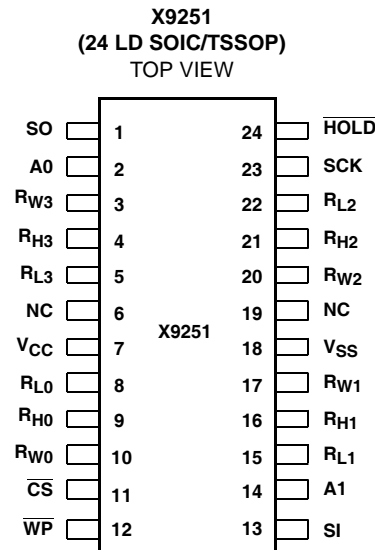 X9251
(24 LD SOIC/TSSOP)
TOP VIEW
SO 1 24 HOLD
A0 2 23 SCK
RW3 3 22 RL2
RH3 4 21 RH2
RL3 5 20 RW2
NC 6 19 NC
X9251
VCC 7 18 VSS
RL0 8 17 RW1
RH0 9 16 RH1
RW0 10 15 RL1
CS 11 14 A1
WP 12 13 SI